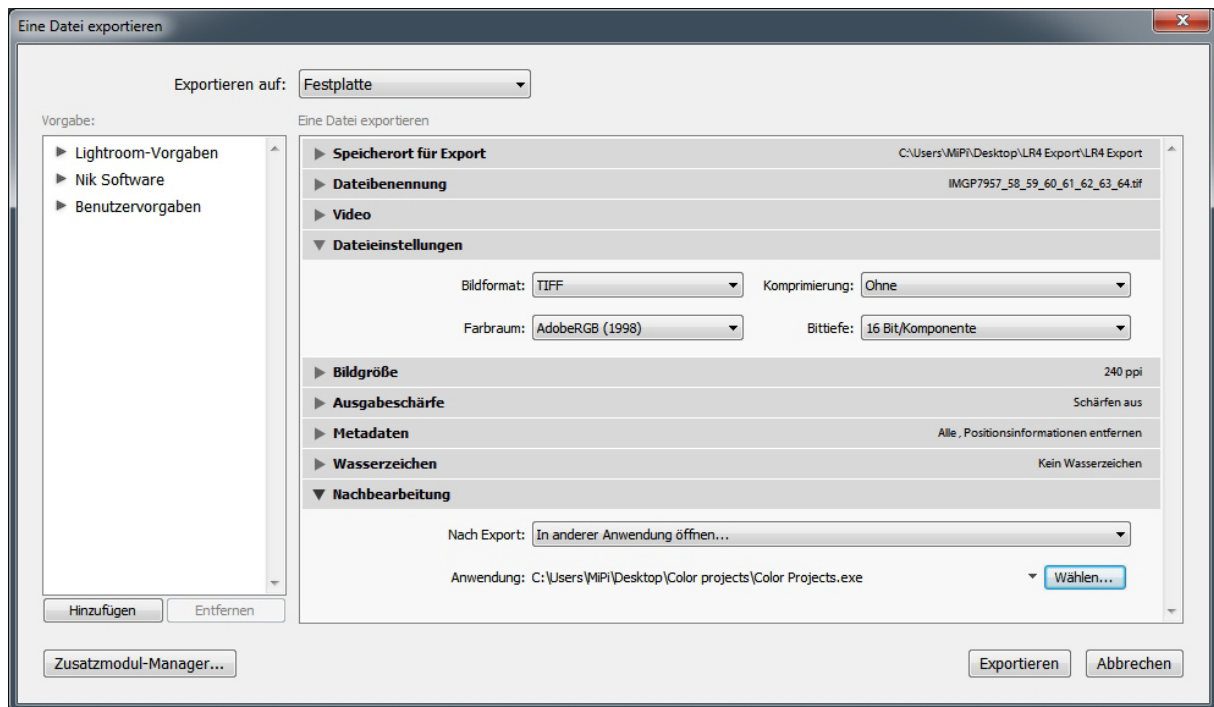 Eine Datei exportieren
Exportieren auf: Festplatte
Vorgabe:
Lightroom-Vorgaben
Nik Software
Benutzervorgaben
Hinzufügen Entfernen
Eine Datei exportieren
Speicherort für Export C:\Users\MiPi\Desktop\LR4 Export\LR4 Export
Dateibenennung IMGP7957_58_59_60_61_62_63_64.tif
Video
Dateieinstellungen
Bildformat: TIFF Komprimierung: Ohne
Farbraum: AdobeRGB (1998) Bittiefe: 16 Bit/Komponente
Bildgröße 240 ppi
Ausgabeschärfe Schärfen aus
Metadaten Alle , Positionsinformationen entfernen
Wasserzeichen Kein Wasserzeichen
Nachbearbeitung
Nach Export: In anderer Anwendung öffnen...
Anwendung: C:\Users\MiPi\Desktop\Color projects\Color Projects.exe Wählen...
Zusatzmodul-Manager... Exportieren Abbrechen